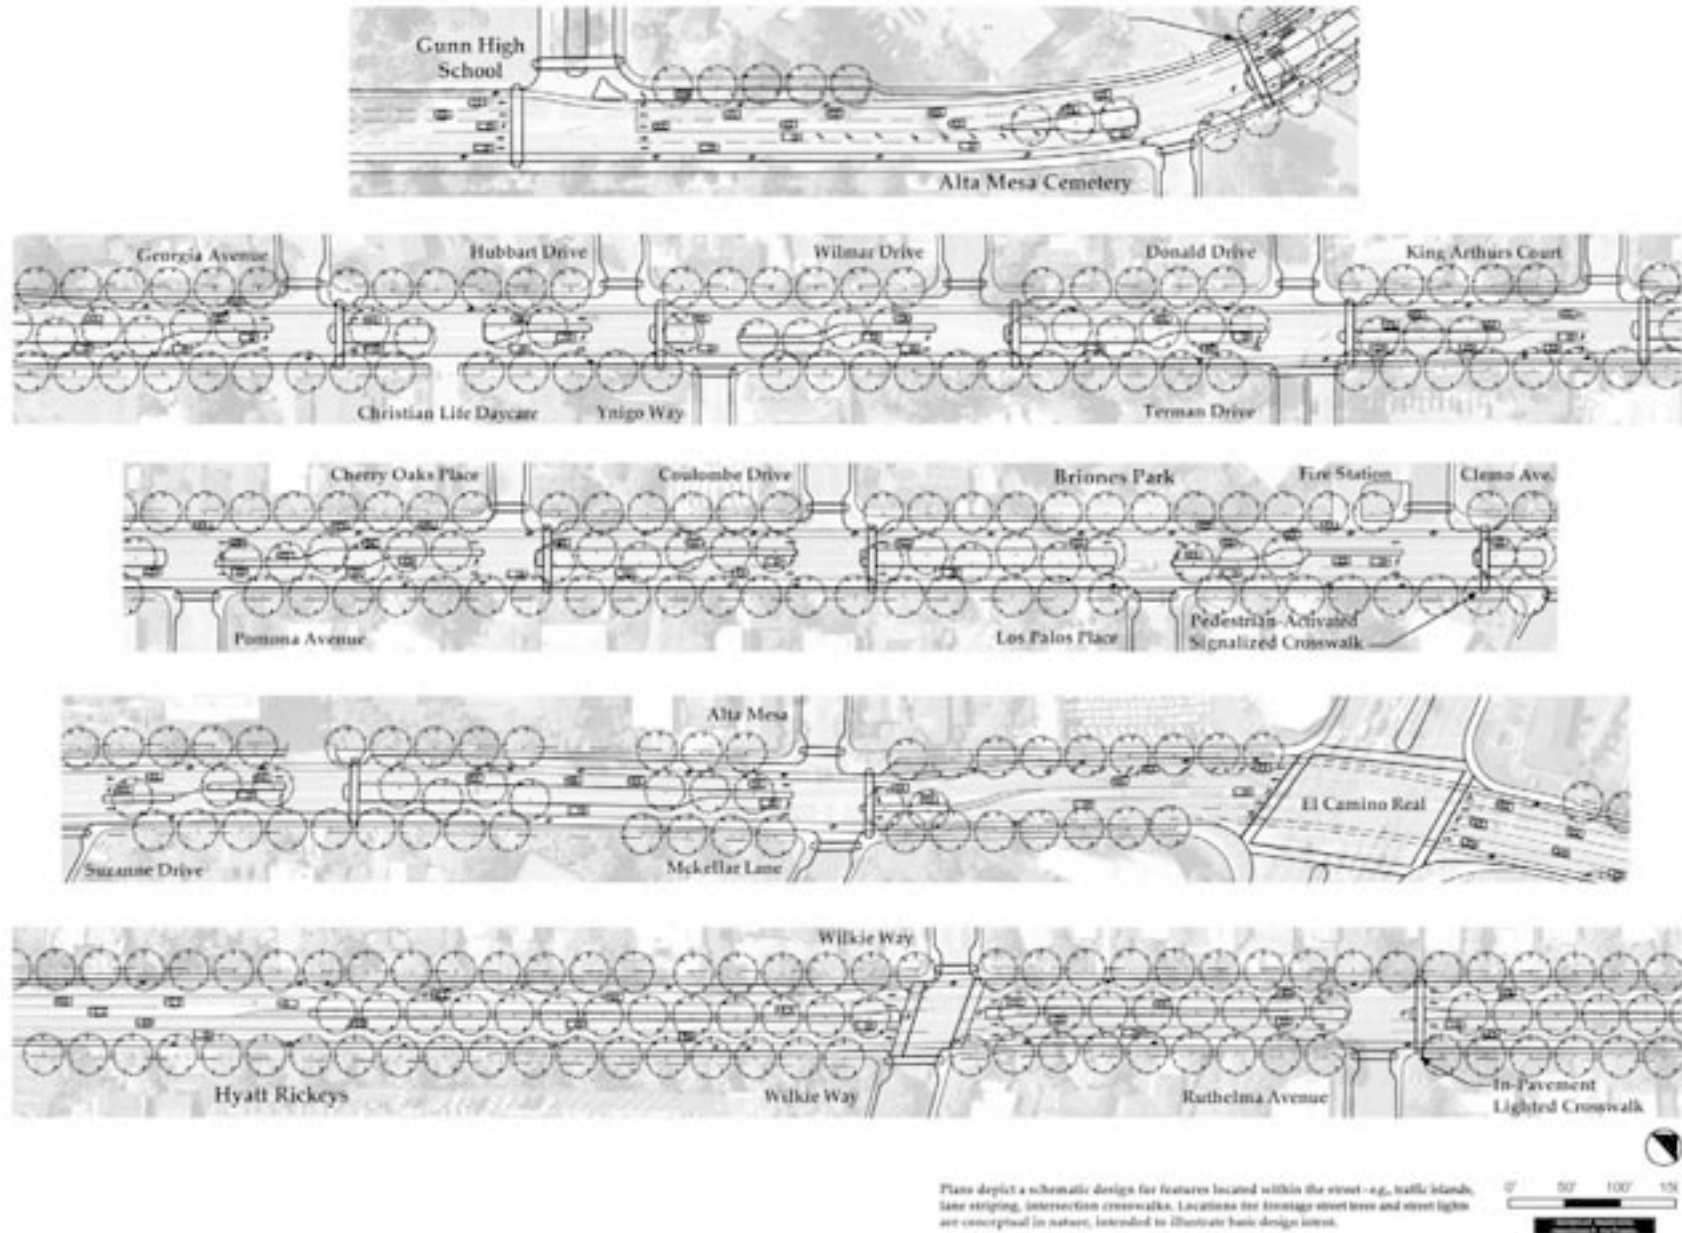 Gunn High
School
Alta Mesa Cemetery
Georgia Avenue
Hubbart Drive
Wilmar Drive
Donald Drive
King Arthurs Court
Christian Life Daycare
Ynigo Way
Terman Drive
Cherry Oaks Place
Coulombe Drive
Briones Park
Fire Station
Clemo Ave.
Pomona Avenue
Los Palos Place
Pedestrian-Activated
Signalized Crosswalk
Alta Mesa
El Camino Real
Suzanne Drive
Mckellar Lane
Wilkie Way
Hyatt Rickeys
Wilkie Way
Ruthelma Avenue
In-Pavement
Lighted Crosswalk
Plans depict a schematic design for features located within the street--e.g., traffic islands,
lane striping, intersection crosswalks. Locations for frontage street trees and street lights
are conceptual in nature, intended to illustrate basic design intent.
0' 50' 100'